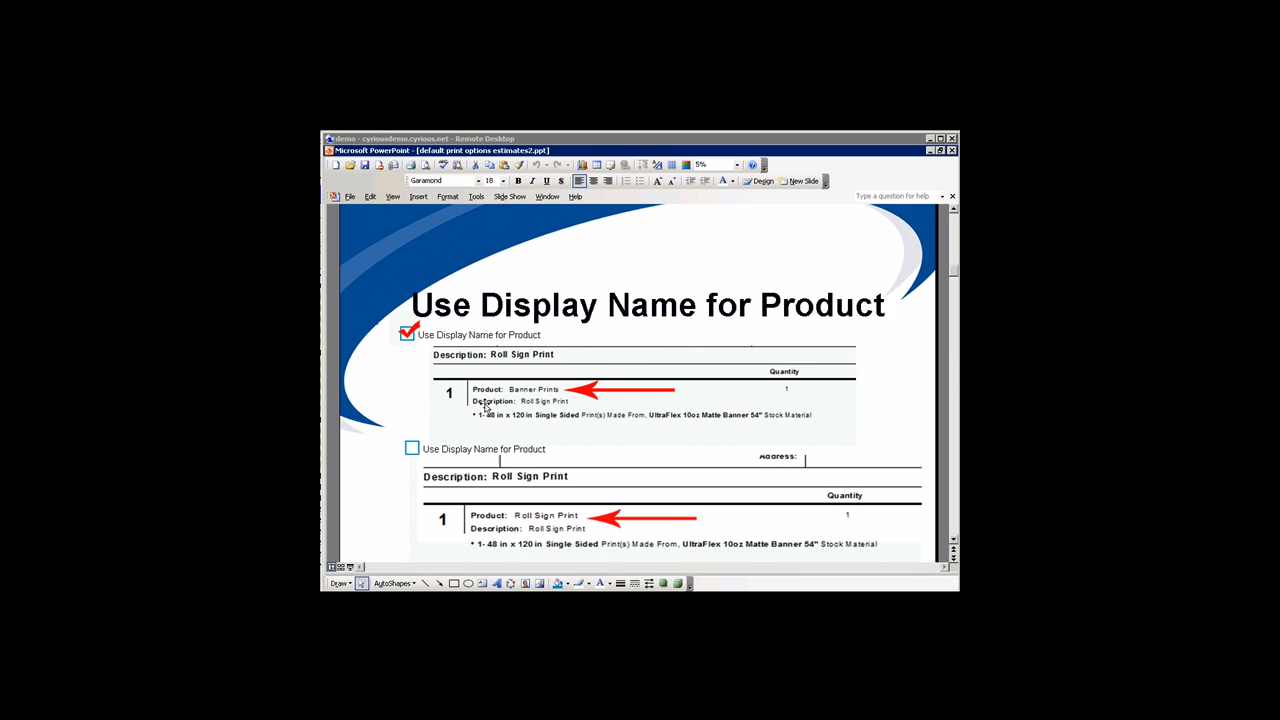 demo - cyriousdemo.cyrious.net - Remote Desktop
Microsoft PowerPoint - [default print options estimates2.ppt]
5%
Garamond 18 B I U S A A A Design New Slide
File Edit View Insert Format Tools Slide Show Window Help Type a question for help
Use Display Name for Product
Use Display Name for Product
Description: Roll Sign Print
Quantity
1 Product: Banner Prints 1
Description: Roll Sign Print
• 1- 48 in x 120 in Single Sided Print(s) Made From, UltraFlex 10oz Matte Banner 54" Stock Material
Use Display Name for Product
Address:
Description: Roll Sign Print
Quantity
1 Product: Roll Sign Print 1
Description: Roll Sign Print
• 1- 48 in x 120 in Single Sided Print(s) Made From, UltraFlex 10oz Matte Banner 54" Stock Material
Draw AutoShapes A